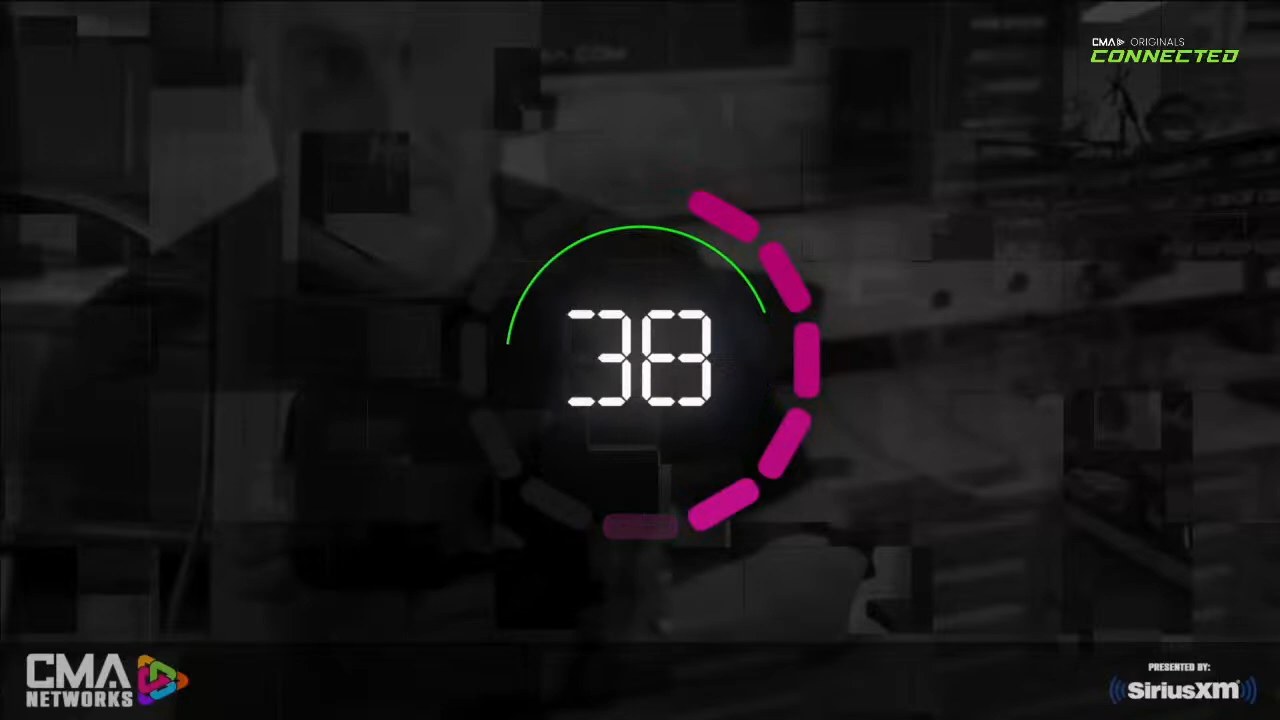 CMA ORIGINALS
CONNECTED
38
CMA
NETWORKS
PRESENTED BY:
SiriusXM